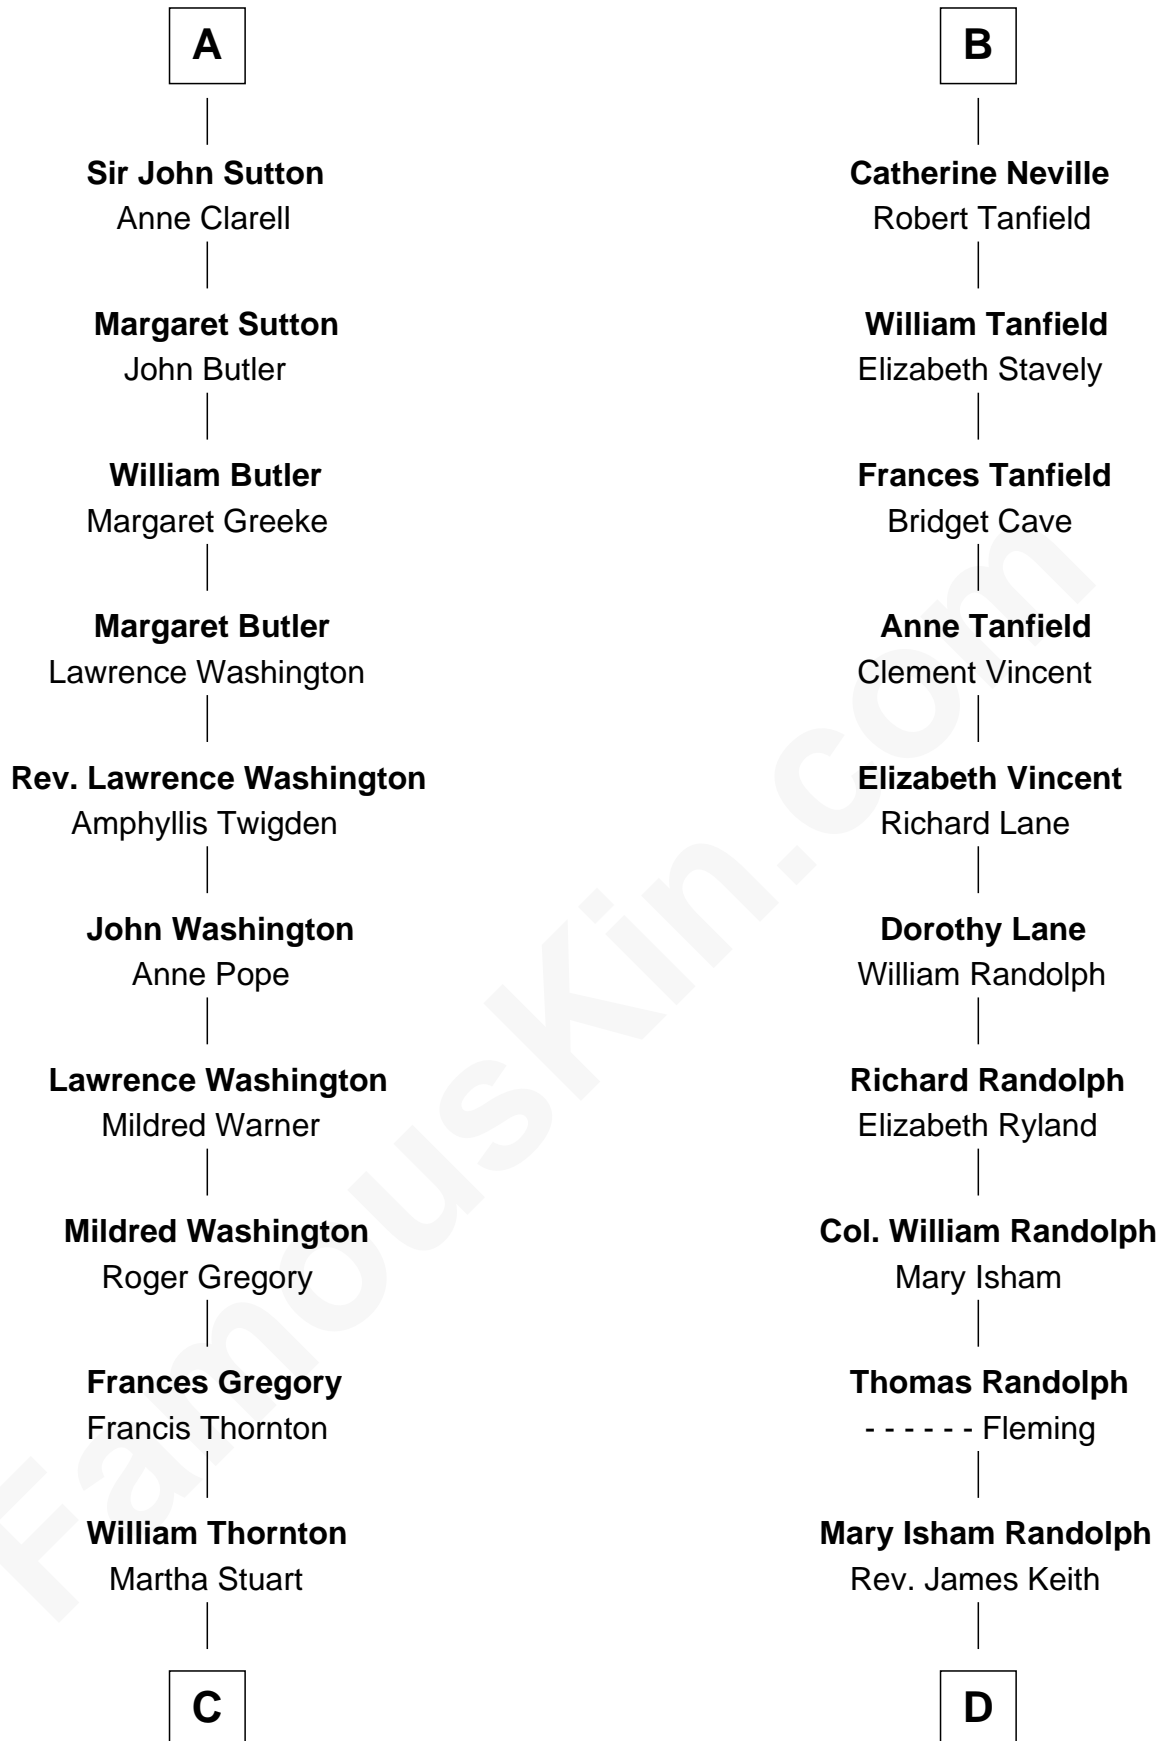 A
Sir John Sutton
Anne Clarell
Margaret Sutton
John Butler
William Butler
Margaret Greeke
Margaret Butler
Lawrence Washington
Rev. Lawrence Washington
Amphyllis Twigden
John Washington
Anne Pope
Lawrence Washington
Mildred Warner
Mildred Washington
Roger Gregory
Frances Gregory
Francis Thornton
William Thornton
Martha Stuart
C
B
Catherine Neville
Robert Tanfield
William Tanfield
Elizabeth Stavely
Frances Tanfield
Bridget Cave
Anne Tanfield
Clement Vincent
Elizabeth Vincent
Richard Lane
Dorothy Lane
William Randolph
Richard Randolph
Elizabeth Ryland
Col. William Randolph
Mary Isham
Thomas Randolph
- - - - - - Fleming
Mary Isham Randolph
Rev. James Keith
D
FamousKin.com